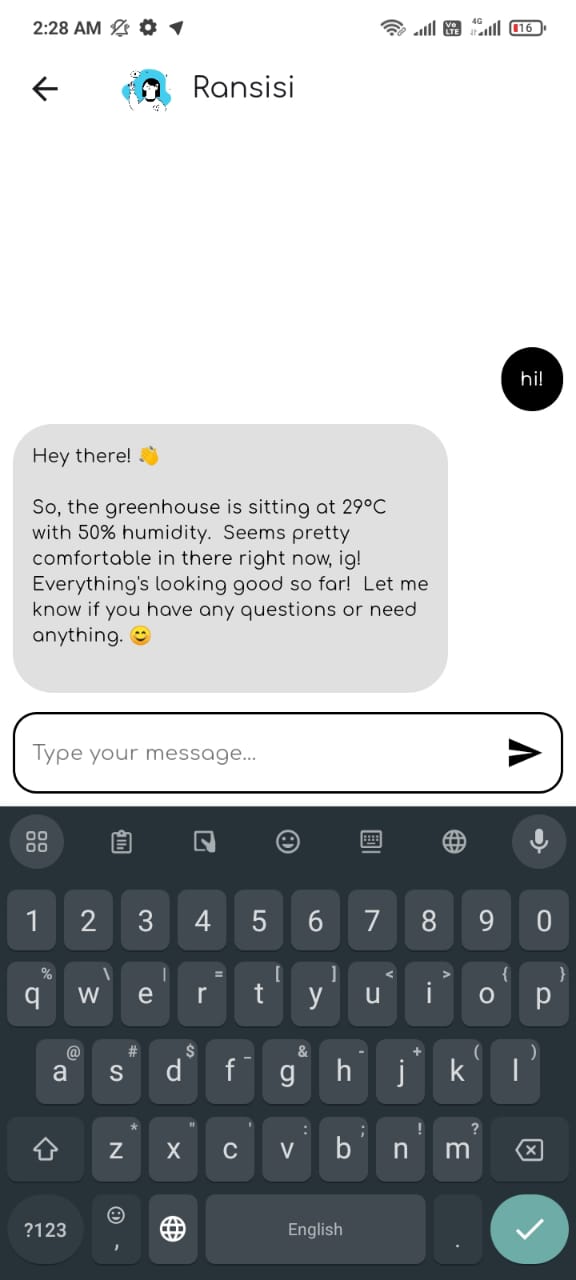 2:28 AM
Vo LTE 4G 16
Ransisi
hi!
Hey there! 👋
So, the greenhouse is sitting at 29°C
with 50% humidity.  Seems pretty
comfortable in there right now, ig!
Everything's looking good so far!  Let me
know if you have any questions or need
anything. 😊
Type your message...
1 2 3 4 5 6 7 8 9 0
% \ | = [ ] < > { }
q w e r t y u i o p
@ # $ _ & - + ( )
a s d f g h j k l
* " ' : ; ! ?
z x c v b n m
?123 , English .